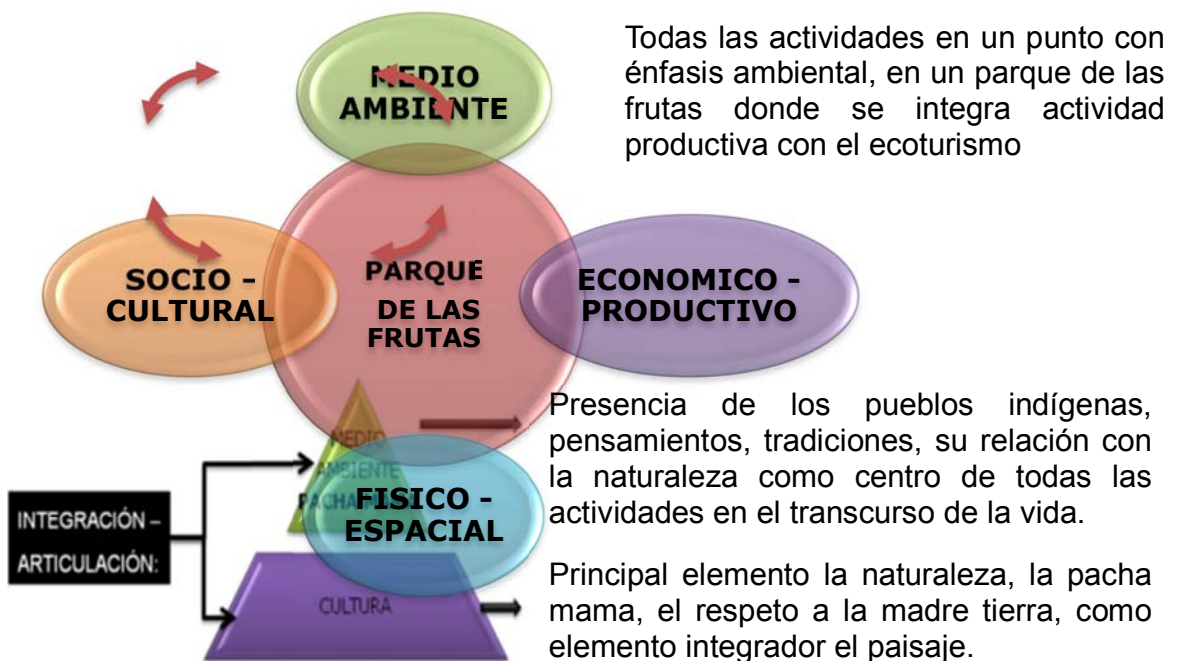 Todas las actividades en un punto con
énfasis ambiental, en un parque de las
frutas donde se integra actividad
productiva con el ecoturismo
MEDIO
AMBIENTE
SOCIO -
CULTURAL
PARQUE
DE LAS
FRUTAS
ECONOMICO -
PRODUCTIVO
Presencia de los pueblos indígenas,
pensamientos, tradiciones, su relación con
la naturaleza como centro de todas las
actividades en el transcurso de la vida.
MEDIO
AMBIENTE
PACHA
FISICO -
ESPACIAL
INTEGRACIÓN –
ARTICULACIÓN:
CULTURA
Principal elemento la naturaleza, la pacha
mama, el respeto a la madre tierra, como
elemento integrador el paisaje.